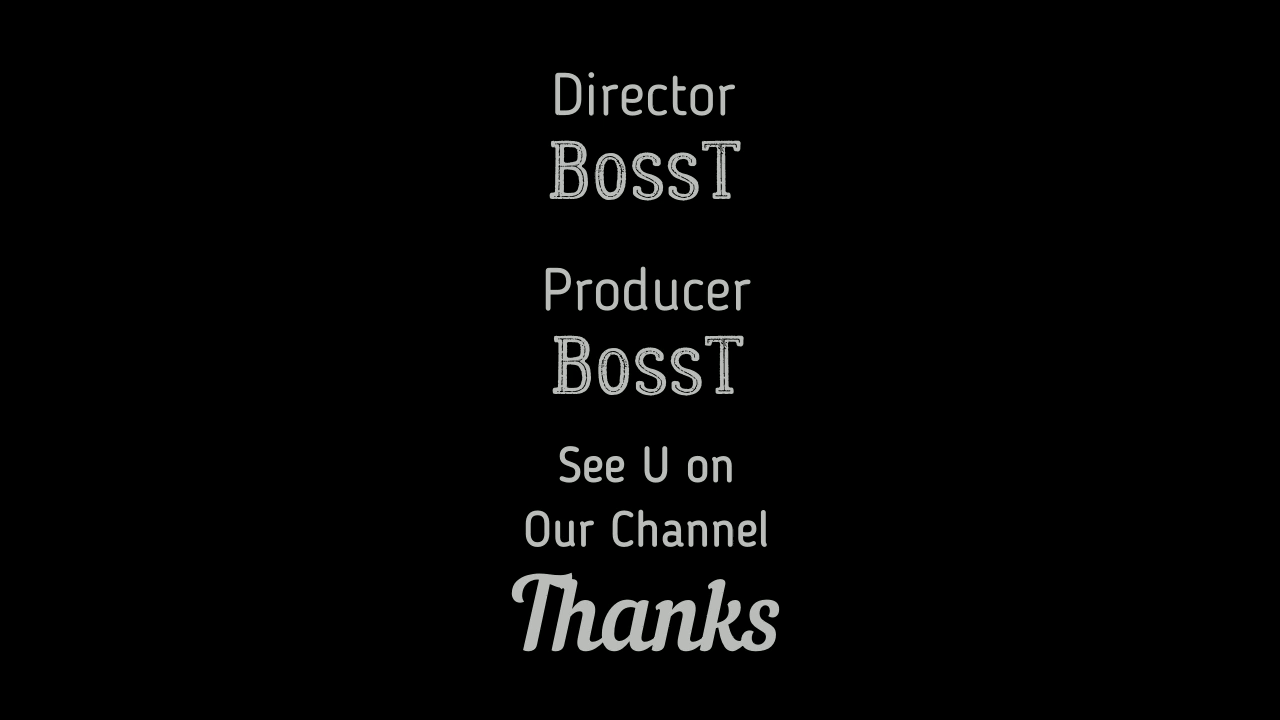 Director
BossT
Producer
BossT
See U on
Our Channel
Thanks